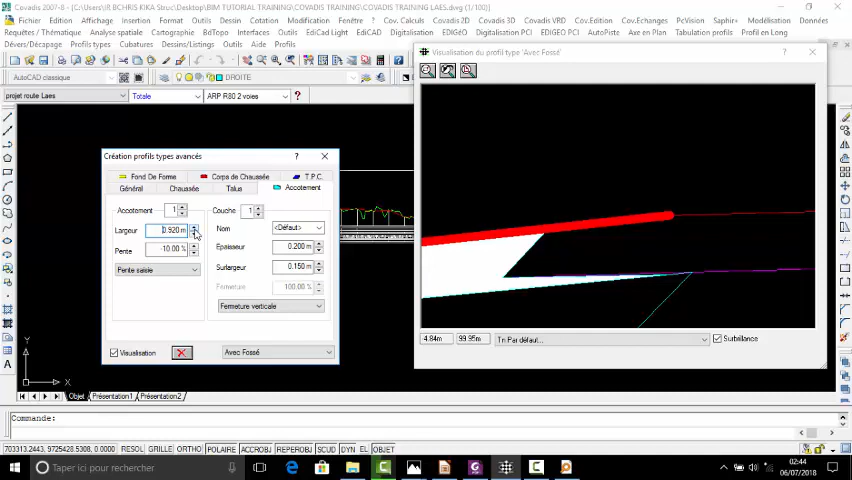 Covadis 2007-8 - [C:\Users\IR BCHRIS KIKA Struc\Desktop\BIM TUTORIAL TRAINING\COVADIS TRAINING\COVADIS TRAINING LAES.dwg (1/100)]
Fichier Edition Affichage Insertion Format Outils Dessin Cotation Modification Fenêtre ? Cov.Calculs Covadis 2D Covadis 3D Covadis VRD Cov.Edition Cov.Echanges PcVision Saphir+ Modélisation Données
Requêtes / Thématique Analyse Spatiale Cartographie BdTopo Interfaces Outils EdiCad Light EdiCAD Digitalisation EDIGéO Digitalisation du PCI AutoPiste Axe en Plan Tabulation profils Courbe En Long
Dévers/Décapage Profils types Cubatures Dessins/Listing Aide Profils
AutoCAD classique
DROITE
projet route Laes
Totale
ARP R80 2 voies
Visualisation du profil type 'Avec Fossé'
Création profils types avancés
Fond De Forme Corps de Chaussée T.P.C.
Général Chaussée Talus Accotement
Accotement 1 Couche 1
Largeur 0.920 m Nom <Défaut>
Pente -10.00 % Epaisseur 0.200 m
Pente saisie Surlargeur 0.150 m
Fermeture 100.00 %
Fermeture verticale
Visualisation Avec Fossé
4.84m 99.95m Tn Par défaut... Surbrillance
Y
X
Objet Présentation1 Présentation2
Commande:
703313.2443, 9725428.5308, 0.0000 RESOL GRILLE ORTHO POLAIRE ACCROBJ REPEROBJ SCUD DYN EL OBJET
Taper ici pour rechercher
02:44
06/07/2018